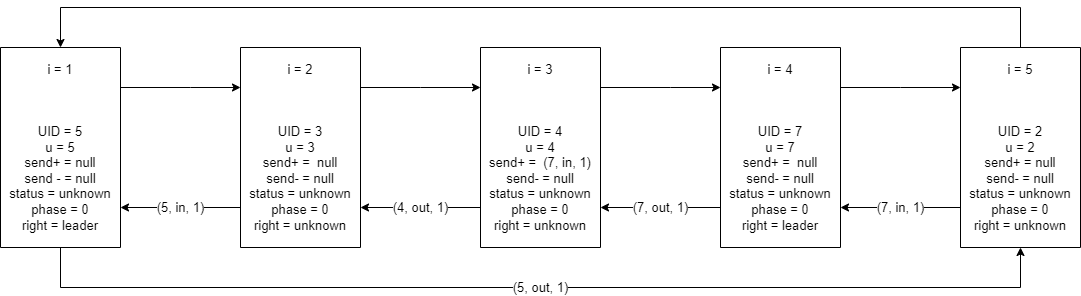 i = 1
UID = 5
u = 5
send+ = null
send - = null
status = unknown
phase = 0
right = leader
(5, in, 1)
i = 2
UID = 3
u = 3
send+ = null
send- = null
status = unknown
phase = 0
right = unknown
(4, out, 1)
i = 3
UID = 4
u = 4
send+ = (7, in, 1)
send- = null
status = unknown
phase = 0
right = unknown
(7, out, 1)
i = 4
UID = 7
u = 7
send+ = null
send- = null
status = unknown
phase = 0
right = leader
(7, in, 1)
i = 5
UID = 2
u = 2
send+ = null
send- = null
status = unknown
phase = 0
right = unknown
(5, out, 1)